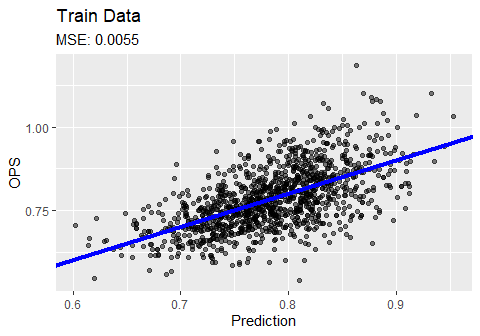 Train Data
MSE: 0.0055
1.00
0.75
OPS
0.6 0.7 0.8 0.9
Prediction